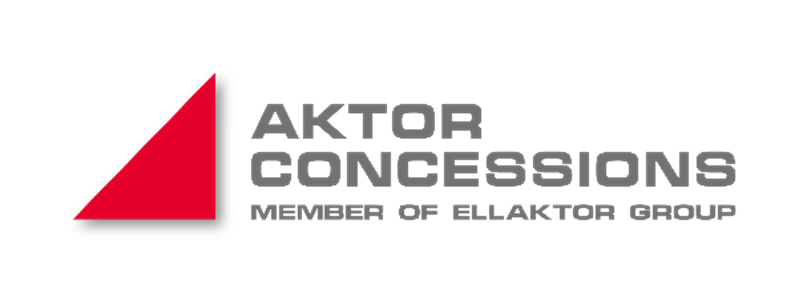 AKTOR
CONCESSIONS
MEMBER OF ELLAKTOR GROUP